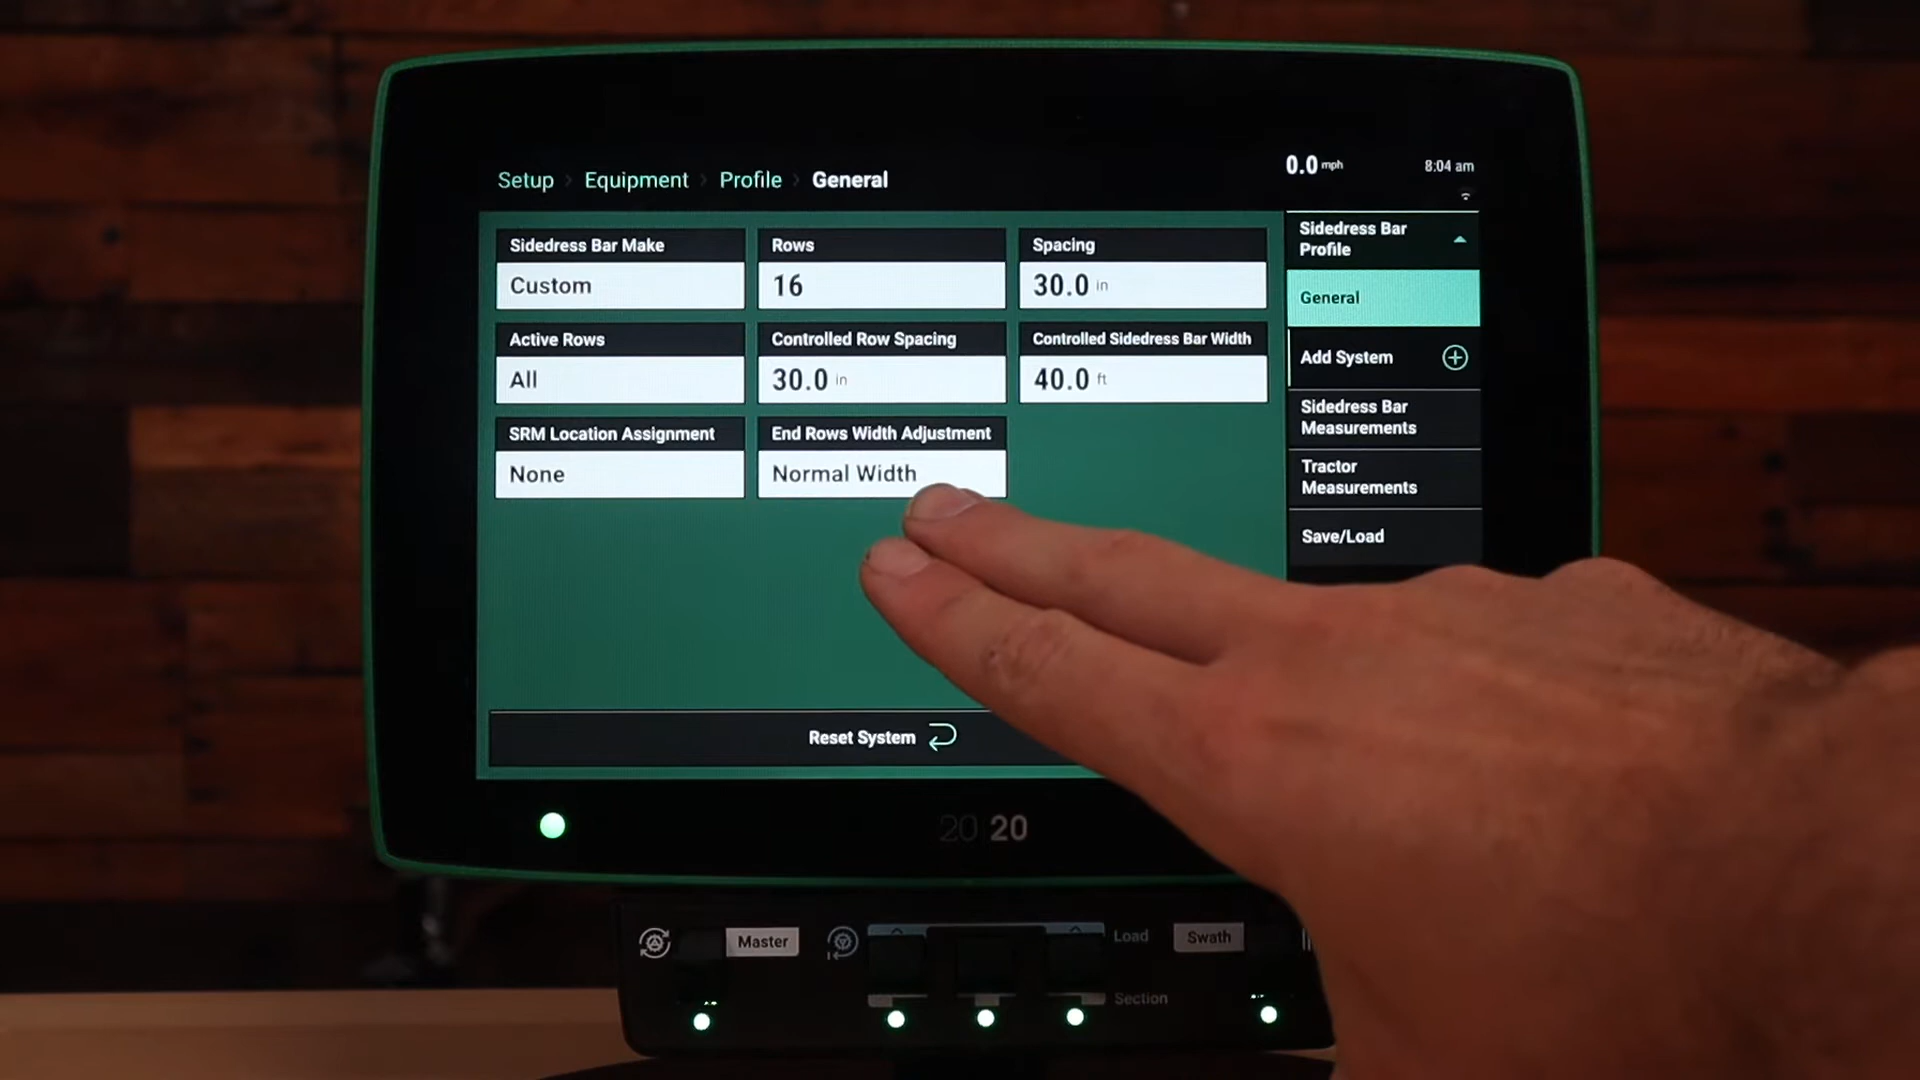 Setup › Equipment › Profile › General
0.0 mph
8:04 am
Sidedress Bar Make
Custom
Rows
16
Spacing
30.0 in
Active Rows
All
Controlled Row Spacing
30.0 in
Controlled Sidedress Bar Width
40.0 ft
SRM Location Assignment
None
End Rows Width Adjustment
Normal Width
Reset System
Sidedress Bar
Profile
General
Add System
Sidedress Bar
Measurements
Tractor
Measurements
Save/Load
20 20
Master
Load
Swath
Section